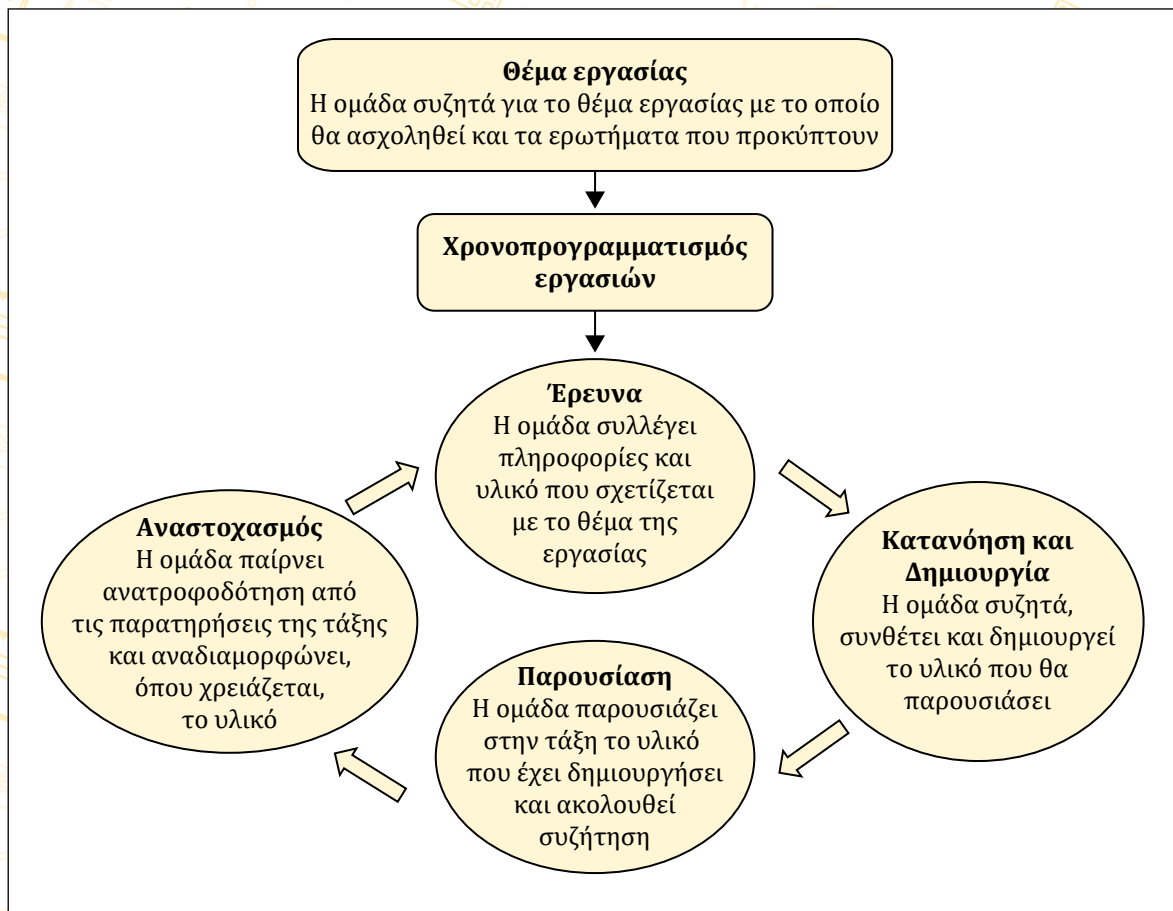 Θέμα εργασίας
Η ομάδα συζητά για το θέμα εργασίας με το οποίο
θα ασχοληθεί και τα ερωτήματα που προκύπτουν
Χρονοπρογραμματισμός
εργασιών
Έρευνα
Η ομάδα συλλέγει
πληροφορίες και
υλικό που σχετίζεται
με το θέμα της
εργασίας
Κατανόηση και
Δημιουργία
Η ομάδα συζητά,
συνθέτει και δημιουργεί
το υλικό που θα
παρουσιάσει
Παρουσίαση
Η ομάδα παρουσιάζει
στην τάξη το υλικό
που έχει δημιουργήσει
και ακολουθεί
συζήτηση
Αναστοχασμός
Η ομάδα παίρνει
ανατροφοδότηση από
τις παρατηρήσεις της τάξης
και αναδιαμορφώνει,
όπου χρειάζεται,
το υλικό